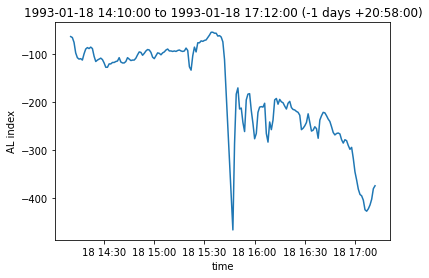 1993-01-18 14:10:00 to 1993-01-18 17:12:00 (-1 days +20:58:00)
AL index
−100
−200
−300
−400
18 14:30 18 15:00 18 15:30 18 16:00 18 16:30 18 17:00
time